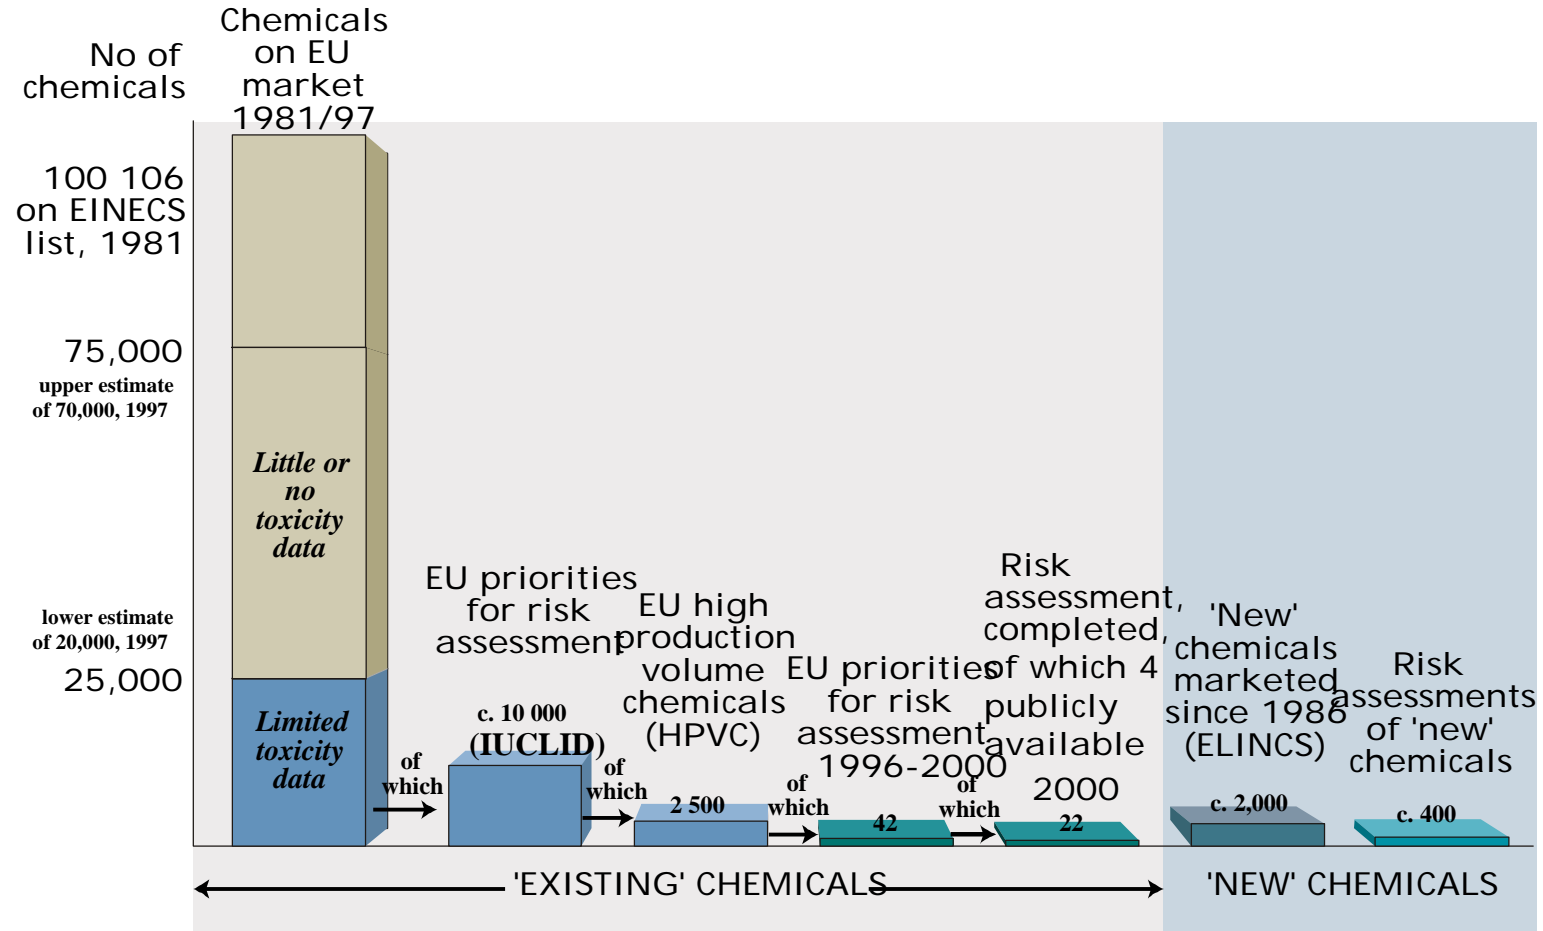 No of
chemicals
Chemicals
on EU
market
1981/97
100 106
on EINECS
list, 1981
75,000
upper estimate
of 70,000, 1997
lower estimate
of 20,000, 1997
25,000
Little or
no
toxicity
data
Limited
toxicity
data
of
which
EU priorities
for risk
assessment
c. 10 000
(IUCLID)
of
which
EU high
production
volume
chemicals
(HPVC)
2 500
of
which
EU priorities
for risk
assessment
1996-2000
42
of
which
Risk
assessment,
completed,
of which 4
publicly
available
2000
22
'New'
chemicals
marketed
since 1986
(ELINCS)
c. 2,000
Risk
assessments
of 'new'
chemicals
c. 400
'EXISTING' CHEMICALS
'NEW' CHEMICALS